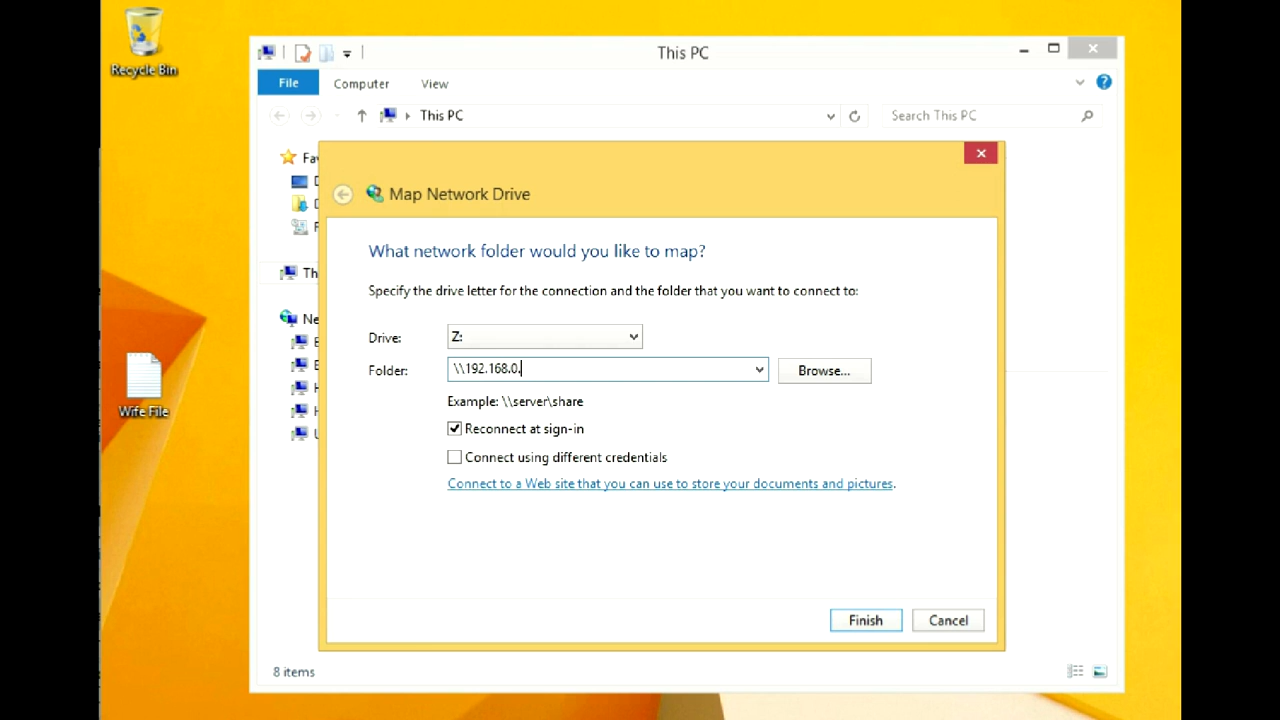 Recycle Bin
This PC
File Computer View
This PC
Search This PC
Map Network Drive
What network folder would you like to map?
Specify the drive letter for the connection and the folder that you want to connect to:
Drive: Z:
Folder: \\192.168.0. Browse...
Example: \\server\share
Reconnect at sign-in
Connect using different credentials
Connect to a Web site that you can use to store your documents and pictures.
Wife File
Finish Cancel
8 items